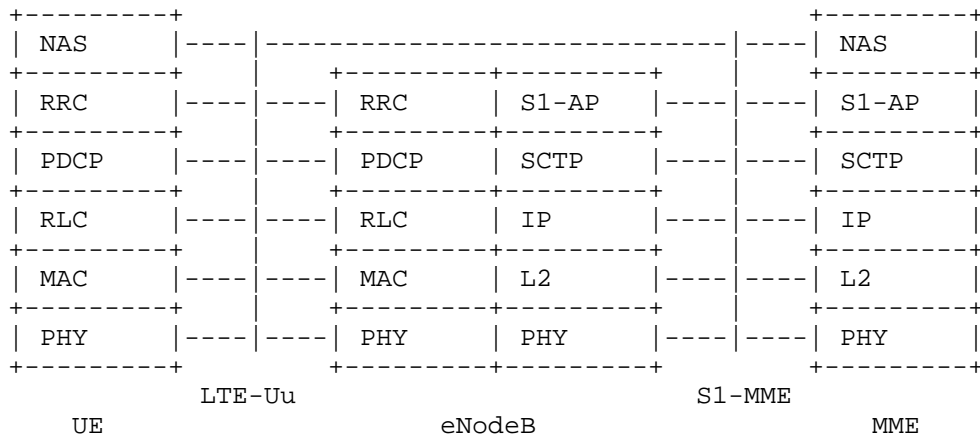 NAS NAS
RRC RRC S1-AP S1-AP
PDCP PDCP SCTP SCTP
RLC RLC IP IP
MAC MAC L2 L2
PHY PHY PHY PHY
LTE-Uu S1-MME
UE eNodeB MME